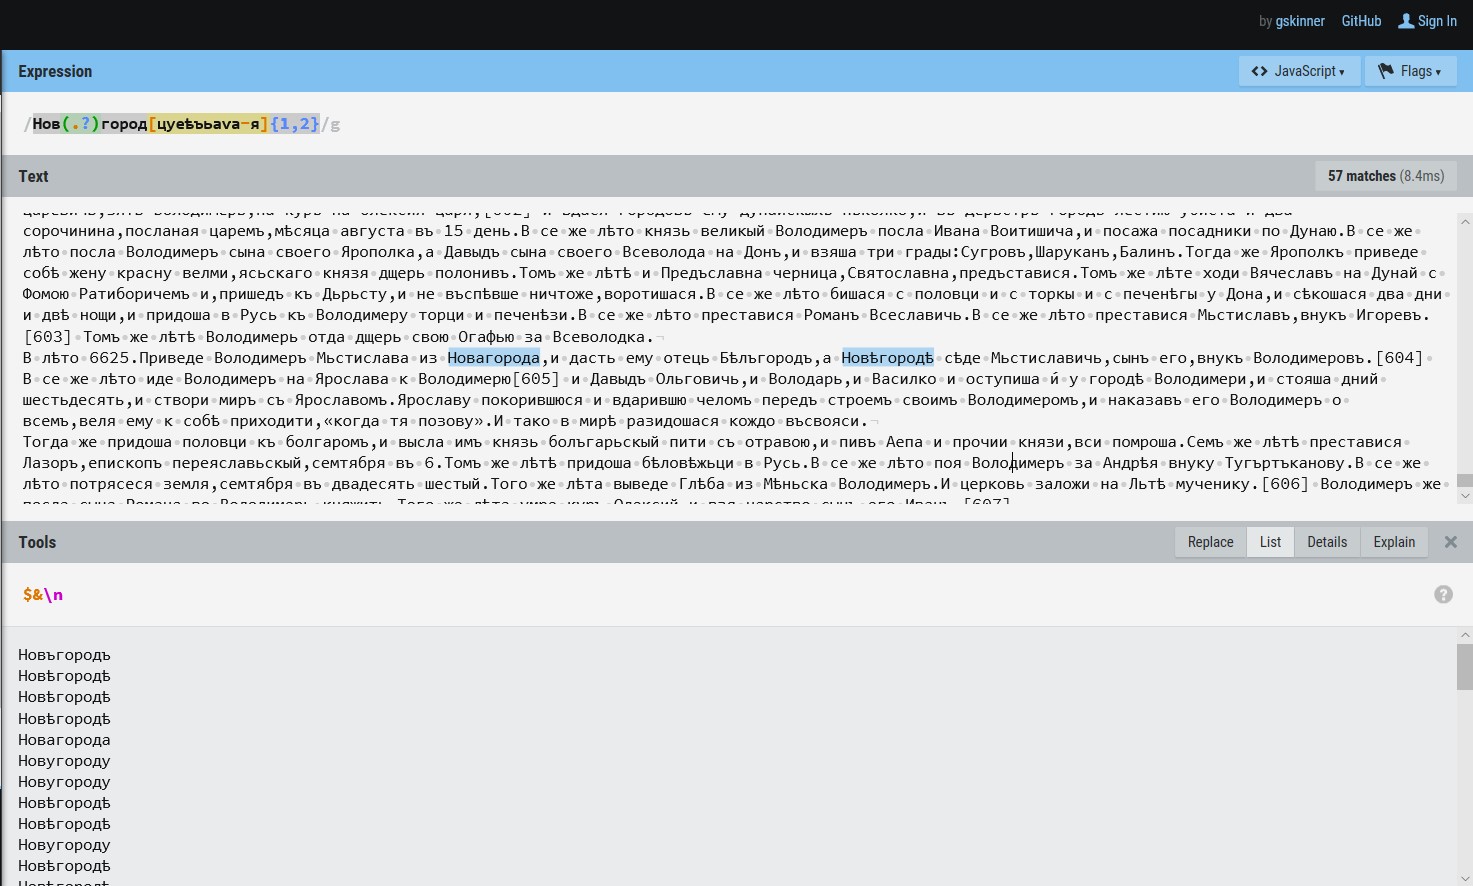 by gskinner GitHub Sign In
Expression JavaScript Flags
/Нов(.?)город[цуеѣъьаva-я]{1,2}/g
Text 57 matches (8.4ms)
сорочинина,посланая царемъ,мѣсяца августа въ 15 день.В се же лѣто князь великый Володимеръ посла Ивана Воитишича,и посажа посадники по Дунаю.В се же
лѣто посла Володимеръ сына своего Ярополка,а Давыдъ сына своего Всеволода на Донъ,и взяша три грады:Сугровъ,Шаруканъ,Балинъ.Тогда же Ярополкъ приведе
собѣ жену красну велми,ясьскаго князя дщерь полонивъ.Томъ же лѣтѣ и Предъславна черница,Святославна,предъставися.Томъ же лѣте ходи Вячеславъ на Дунай с
Фомою Ратиборичемъ и,пришедъ къ Дьрьсту,и не въспѣвше ничтоже,воротишася.В се же лѣто бишася с половци и с торкы и с печенѣгы у Дона,и сѣкошася два дни
и двѣ нощи,и придоша в Русь къ Володимеру торци и печенѣзи.В се же лѣто преставися Романъ Всеславичь.В се же лѣто преставися Мьстиславъ,внукъ Игоревъ.
[603] Томъ же лѣтѣ Володимеръ отда дщерь свою Огафью за Всеволодка.
В лѣто 6625.Приведе Володимеръ Мьстислава из Новагорода,и дасть ему отець Бѣлъгородъ,а Новѣгородѣ сѣде Мьстиславичь,сынъ его,внукъ Володимеровъ.[604]
В се же лѣто иде Володимеръ на Ярослава к Володимерю[605] и Давыдъ Ольговичь,и Володарь,и Василко и оступиша и́ у городѣ Володимери,и стояша дний
шестьдесять,и створи миръ съ Ярославомъ.Ярославу покорившюся и вдарившю челомъ передъ строемъ своимъ Володимеромъ,и наказавъ его Володимеръ о
всемъ,веля ему к собѣ приходити,«когда тя позову».И тако в мирѣ разидошася кождо въсвояси.
Тогда же придоша половци къ болгаромъ,и высла имъ князь болъгарьскый пити съ отравою,и пивъ Аепа и прочии князи,вси помроша.Семъ же лѣтѣ преставися
Лазоръ,епископъ переяславьскый,семтября въ 6.Томъ же лѣтѣ придоша бѣловѣжьци в Русь.В се же лѣто поя Володимеръ за Андрѣя внуку Тугъртъканову.В се же
лѣто потрясеся земля,семтября въ двадесять шестый.Того же лѣта выведе Глѣба из Мѣньска Володимеръ.И церковь заложи на Льтѣ мученику.[606] Володимеръ же
Tools Replace List Details Explain
$&\n
Новъгородъ
Новѣгородѣ
Новѣгородѣ
Новѣгородѣ
Новагорода
Новугороду
Новугороду
Новѣгородѣ
Новѣгородѣ
Новугороду
Новѣгородѣ